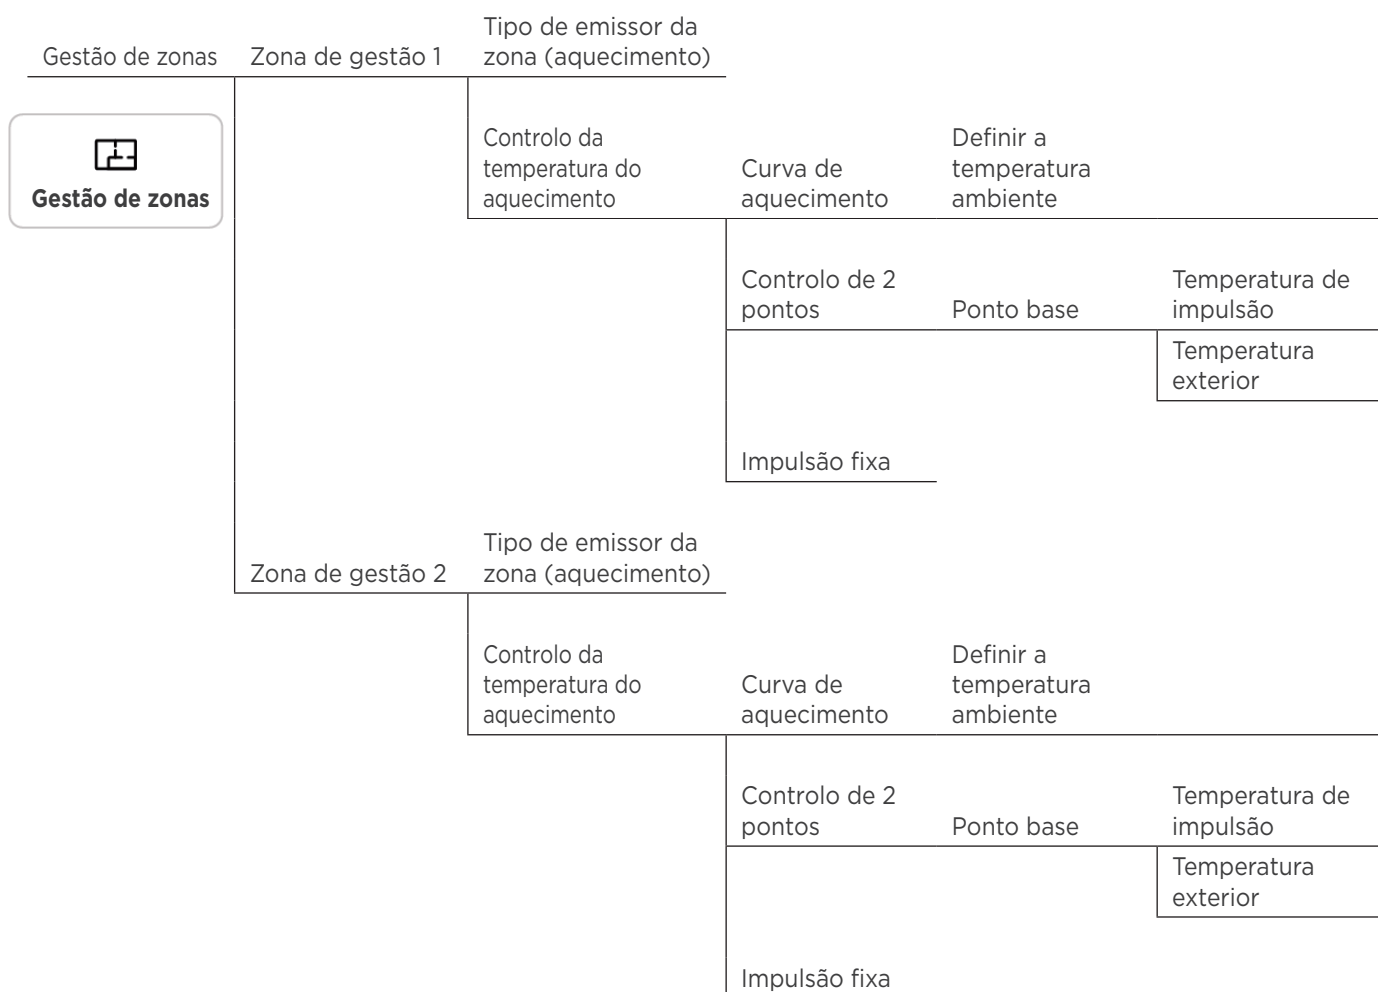 Gestão de zonas
Zona de gestão 1
Tipo de emissor da
zona (aquecimento)
Gestão de zonas
Controlo da
temperatura do
aquecimento
Curva de
aquecimento
Definir a
temperatura
ambiente
Controlo de 2
pontos
Ponto base
Temperatura de
impulsão
Temperatura
exterior
Impulsão fixa
Zona de gestão 2
Tipo de emissor da
zona (aquecimento)
Controlo da
temperatura do
aquecimento
Curva de
aquecimento
Definir a
temperatura
ambiente
Controlo de 2
pontos
Ponto base
Temperatura de
impulsão
Temperatura
exterior
Impulsão fixa